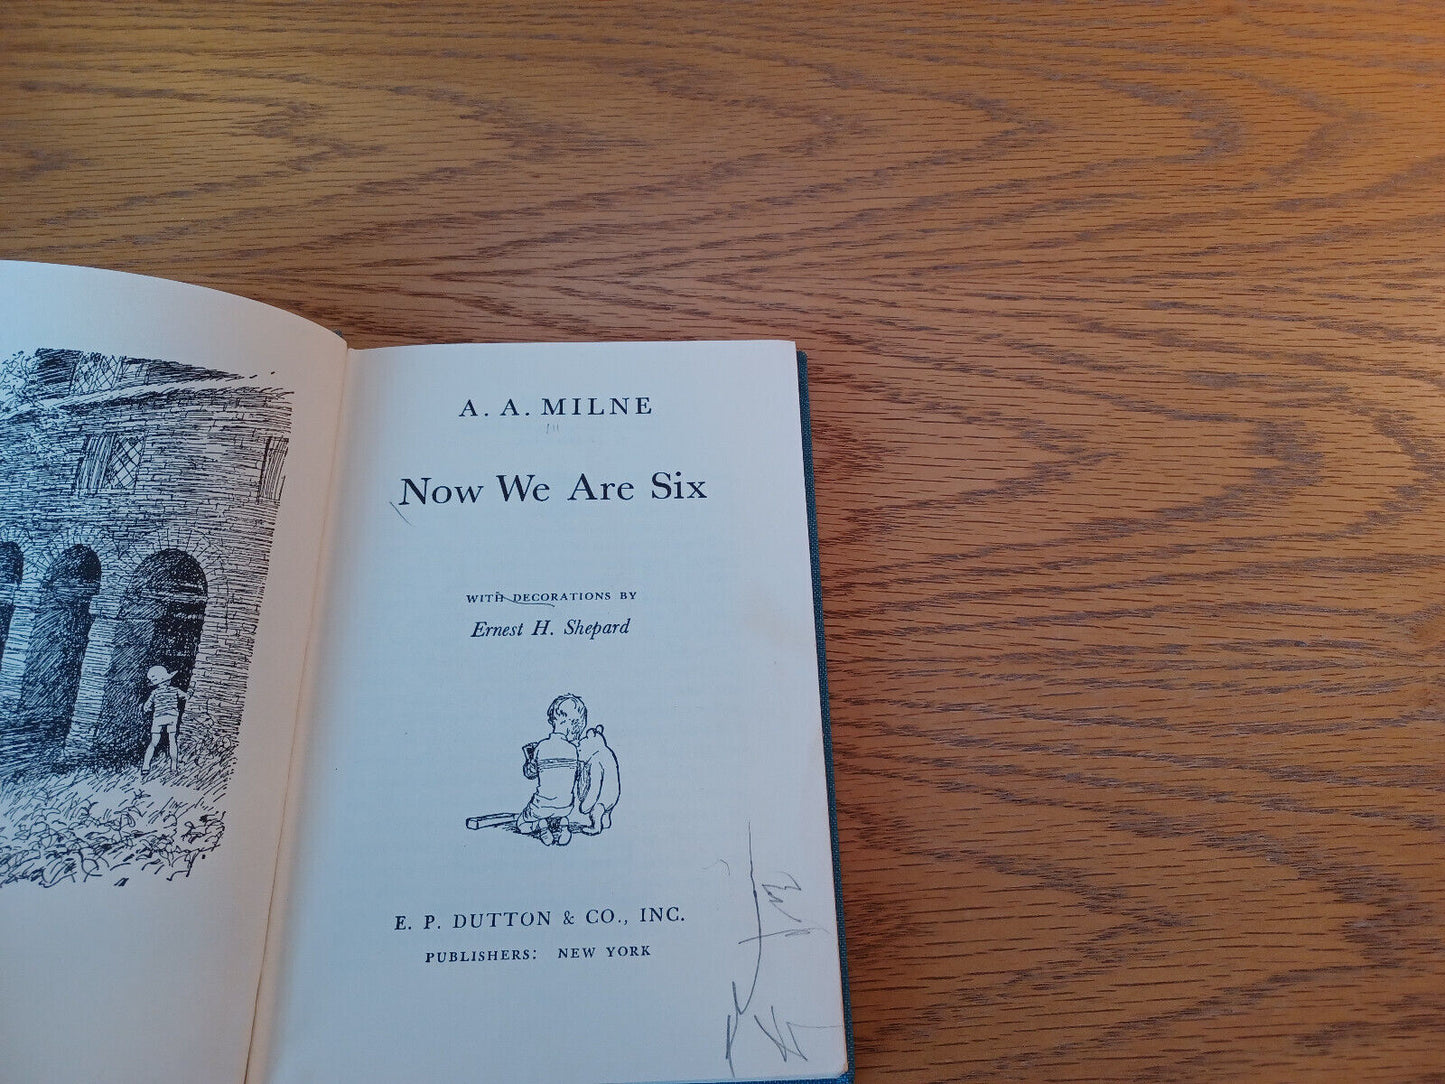 A. A. MILNE
Now We Are Six
WITH DECORATIONS BY
Ernest H. Shepard
E. P. DUTTON & CO., INC.
PUBLISHERS: NEW YORK